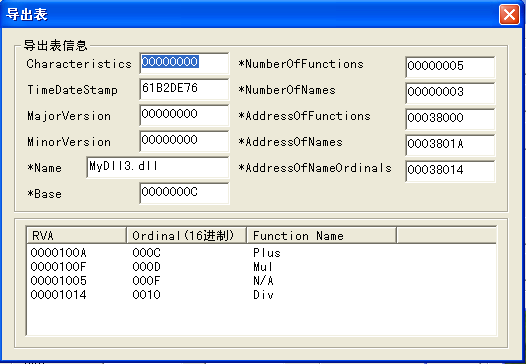 导出表
导出表信息
Characteristics 00000000 *NumberOfFunctions 00000005
TimeDateStamp 61B2DE76 *NumberOfNames 00000003
MajorVersion 00000000 *AddressOfFunctions 00038000
MinorVersion 00000000 *AddressOfNames 0003801A
*Name MyDll3.dll *AddressOfNameOrdinals 00038014
*Base 0000000C
RVA Ordinal(16进制) Function Name
0000100A 000C Plus
0000100F 000D Mul
00001005 000F N/A
00001014 0010 Div